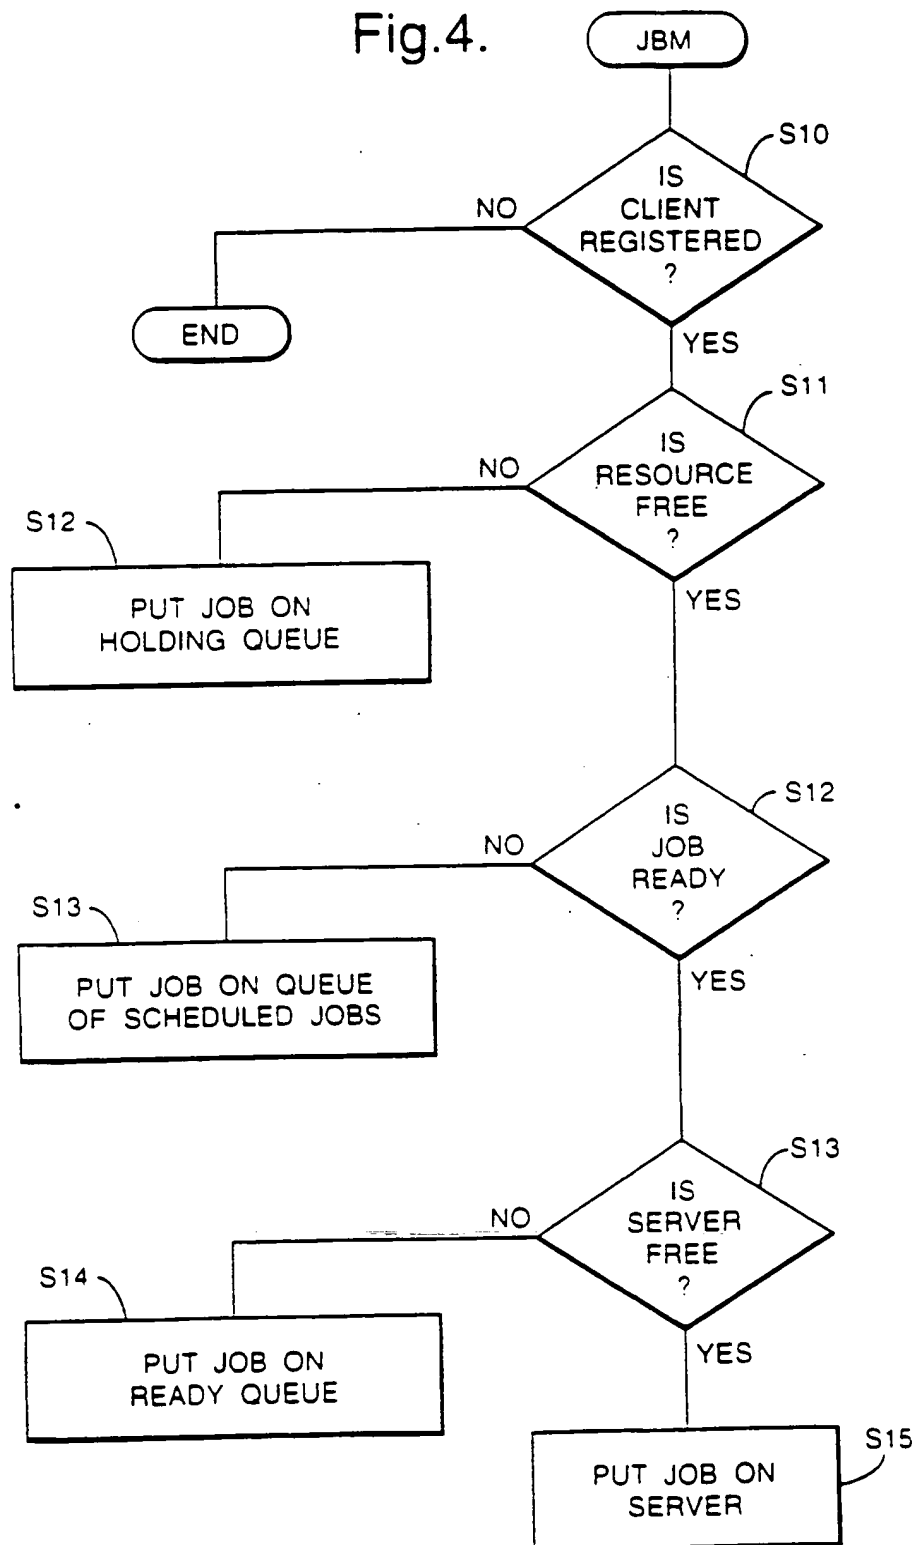 Fig.4.
JBM
S10
IS
CLIENT
REGISTERED
?
NO
END
YES
S11
IS
RESOURCE
FREE
?
NO
S12
PUT JOB ON
HOLDING QUEUE
YES
S12
IS
JOB
READY
?
NO
S13
PUT JOB ON QUEUE
OF SCHEDULED JOBS
YES
S13
IS
SERVER
FREE
?
NO
S14
PUT JOB ON
READY QUEUE
YES
S15
PUT JOB ON
SERVER